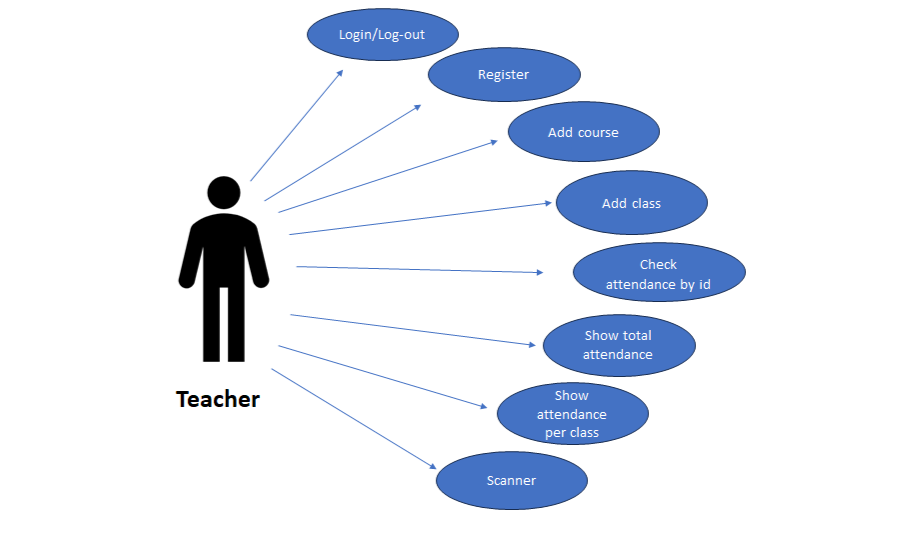 Login/Log-out
Register
Add course
Add class
Check
attendance by id
Show total
attendance
Show
attendance
per class
Scanner
Teacher